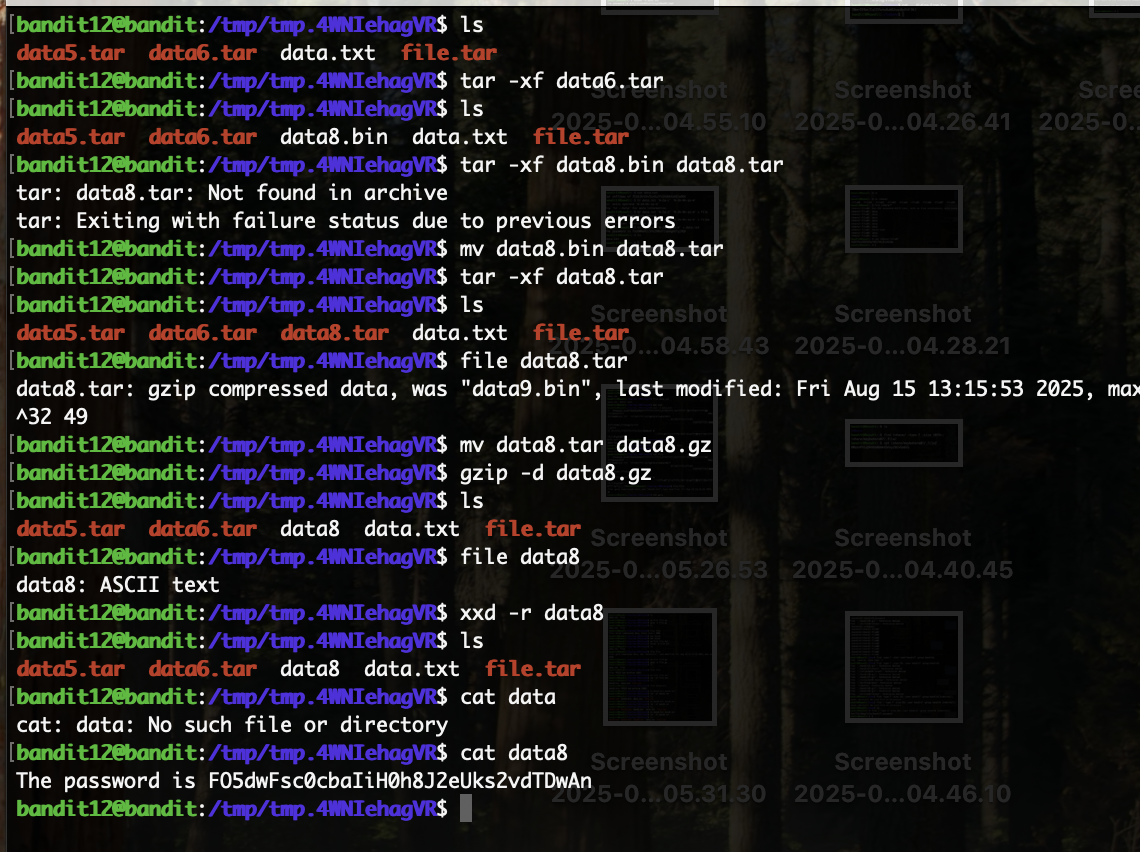 [bandit12@bandit:/tmp/tmp.4WNIehagVR$ ls
data5.tar  data6.tar  data.txt  file.tar
[bandit12@bandit:/tmp/tmp.4WNIehagVR$ tar -xf data6.tar
[bandit12@bandit:/tmp/tmp.4WNIehagVR$ ls
data5.tar  data6.tar  data8.bin  data.txt  file.tar
[bandit12@bandit:/tmp/tmp.4WNIehagVR$ tar -xf data8.bin data8.tar
tar: data8.tar: Not found in archive
tar: Exiting with failure status due to previous errors
[bandit12@bandit:/tmp/tmp.4WNIehagVR$ mv data8.bin data8.tar
[bandit12@bandit:/tmp/tmp.4WNIehagVR$ tar -xf data8.tar
[bandit12@bandit:/tmp/tmp.4WNIehagVR$ ls
data5.tar  data6.tar  data8.tar  data.txt  file.tar
[bandit12@bandit:/tmp/tmp.4WNIehagVR$ file data8.tar
data8.tar: gzip compressed data, was "data9.bin", last modified: Fri Aug 15 13:15:53 2025, max
^32 49
[bandit12@bandit:/tmp/tmp.4WNIehagVR$ mv data8.tar data8.gz
[bandit12@bandit:/tmp/tmp.4WNIehagVR$ gzip -d data8.gz
[bandit12@bandit:/tmp/tmp.4WNIehagVR$ ls
data5.tar  data6.tar  data8  data.txt  file.tar
[bandit12@bandit:/tmp/tmp.4WNIehagVR$ file data8
data8: ASCII text
[bandit12@bandit:/tmp/tmp.4WNIehagVR$ xxd -r data8
[bandit12@bandit:/tmp/tmp.4WNIehagVR$ ls
data5.tar  data6.tar  data8  data.txt  file.tar
[bandit12@bandit:/tmp/tmp.4WNIehagVR$ cat data
cat: data: No such file or directory
[bandit12@bandit:/tmp/tmp.4WNIehagVR$ cat data8
The password is FO5dwFsc0cbaIiH0h8J2eUks2vdTDwAn
bandit12@bandit:/tmp/tmp.4WNIehagVR$
Screenshot
2025-0...04.55.10
Screenshot
2025-0...04.26.41
Screenshot
2025-0...04.58.43
Screenshot
2025-0...04.28.21
Screenshot
2025-0...05.26.53
Screenshot
2025-0...04.40.45
Screenshot
2025-0...05.31.30
Screenshot
2025-0...04.46.10